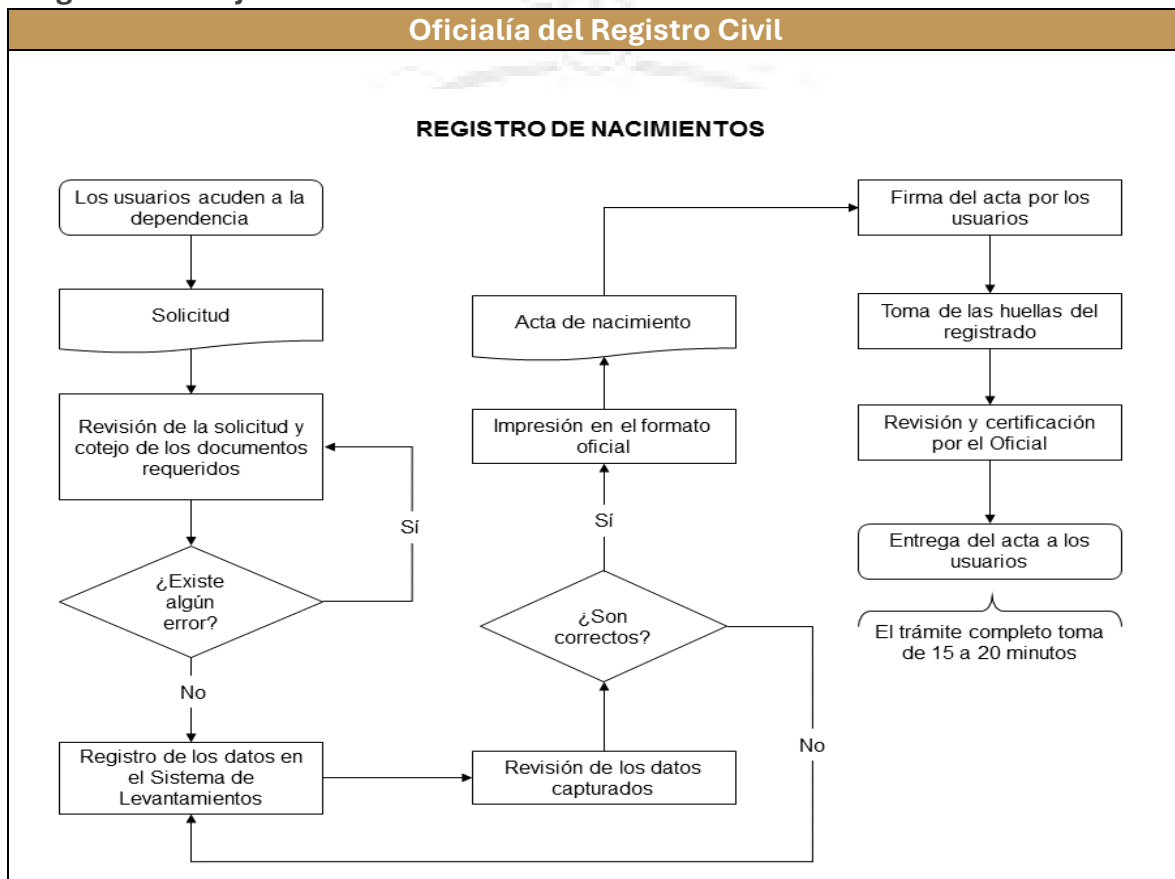 Oficialía del Registro Civil
REGISTRO DE NACIMIENTOS
Los usuarios acuden a la
dependencia
Solicitud
Revisión de la solicitud y
cotejo de los documentos
requeridos
Sí
¿Existe
algún
error?
No
Registro de los datos en
el Sistema de
Levantamientos
Revisión de los datos
capturados
¿Son
correctos?
No
Sí
Impresión en el formato
oficial
Acta de nacimiento
Firma del acta por los
usuarios
Toma de las huellas del
registrado
Revisión y certificación
por el Oficial
Entrega del acta a los
usuarios
El trámite completo toma
de 15 a 20 minutos